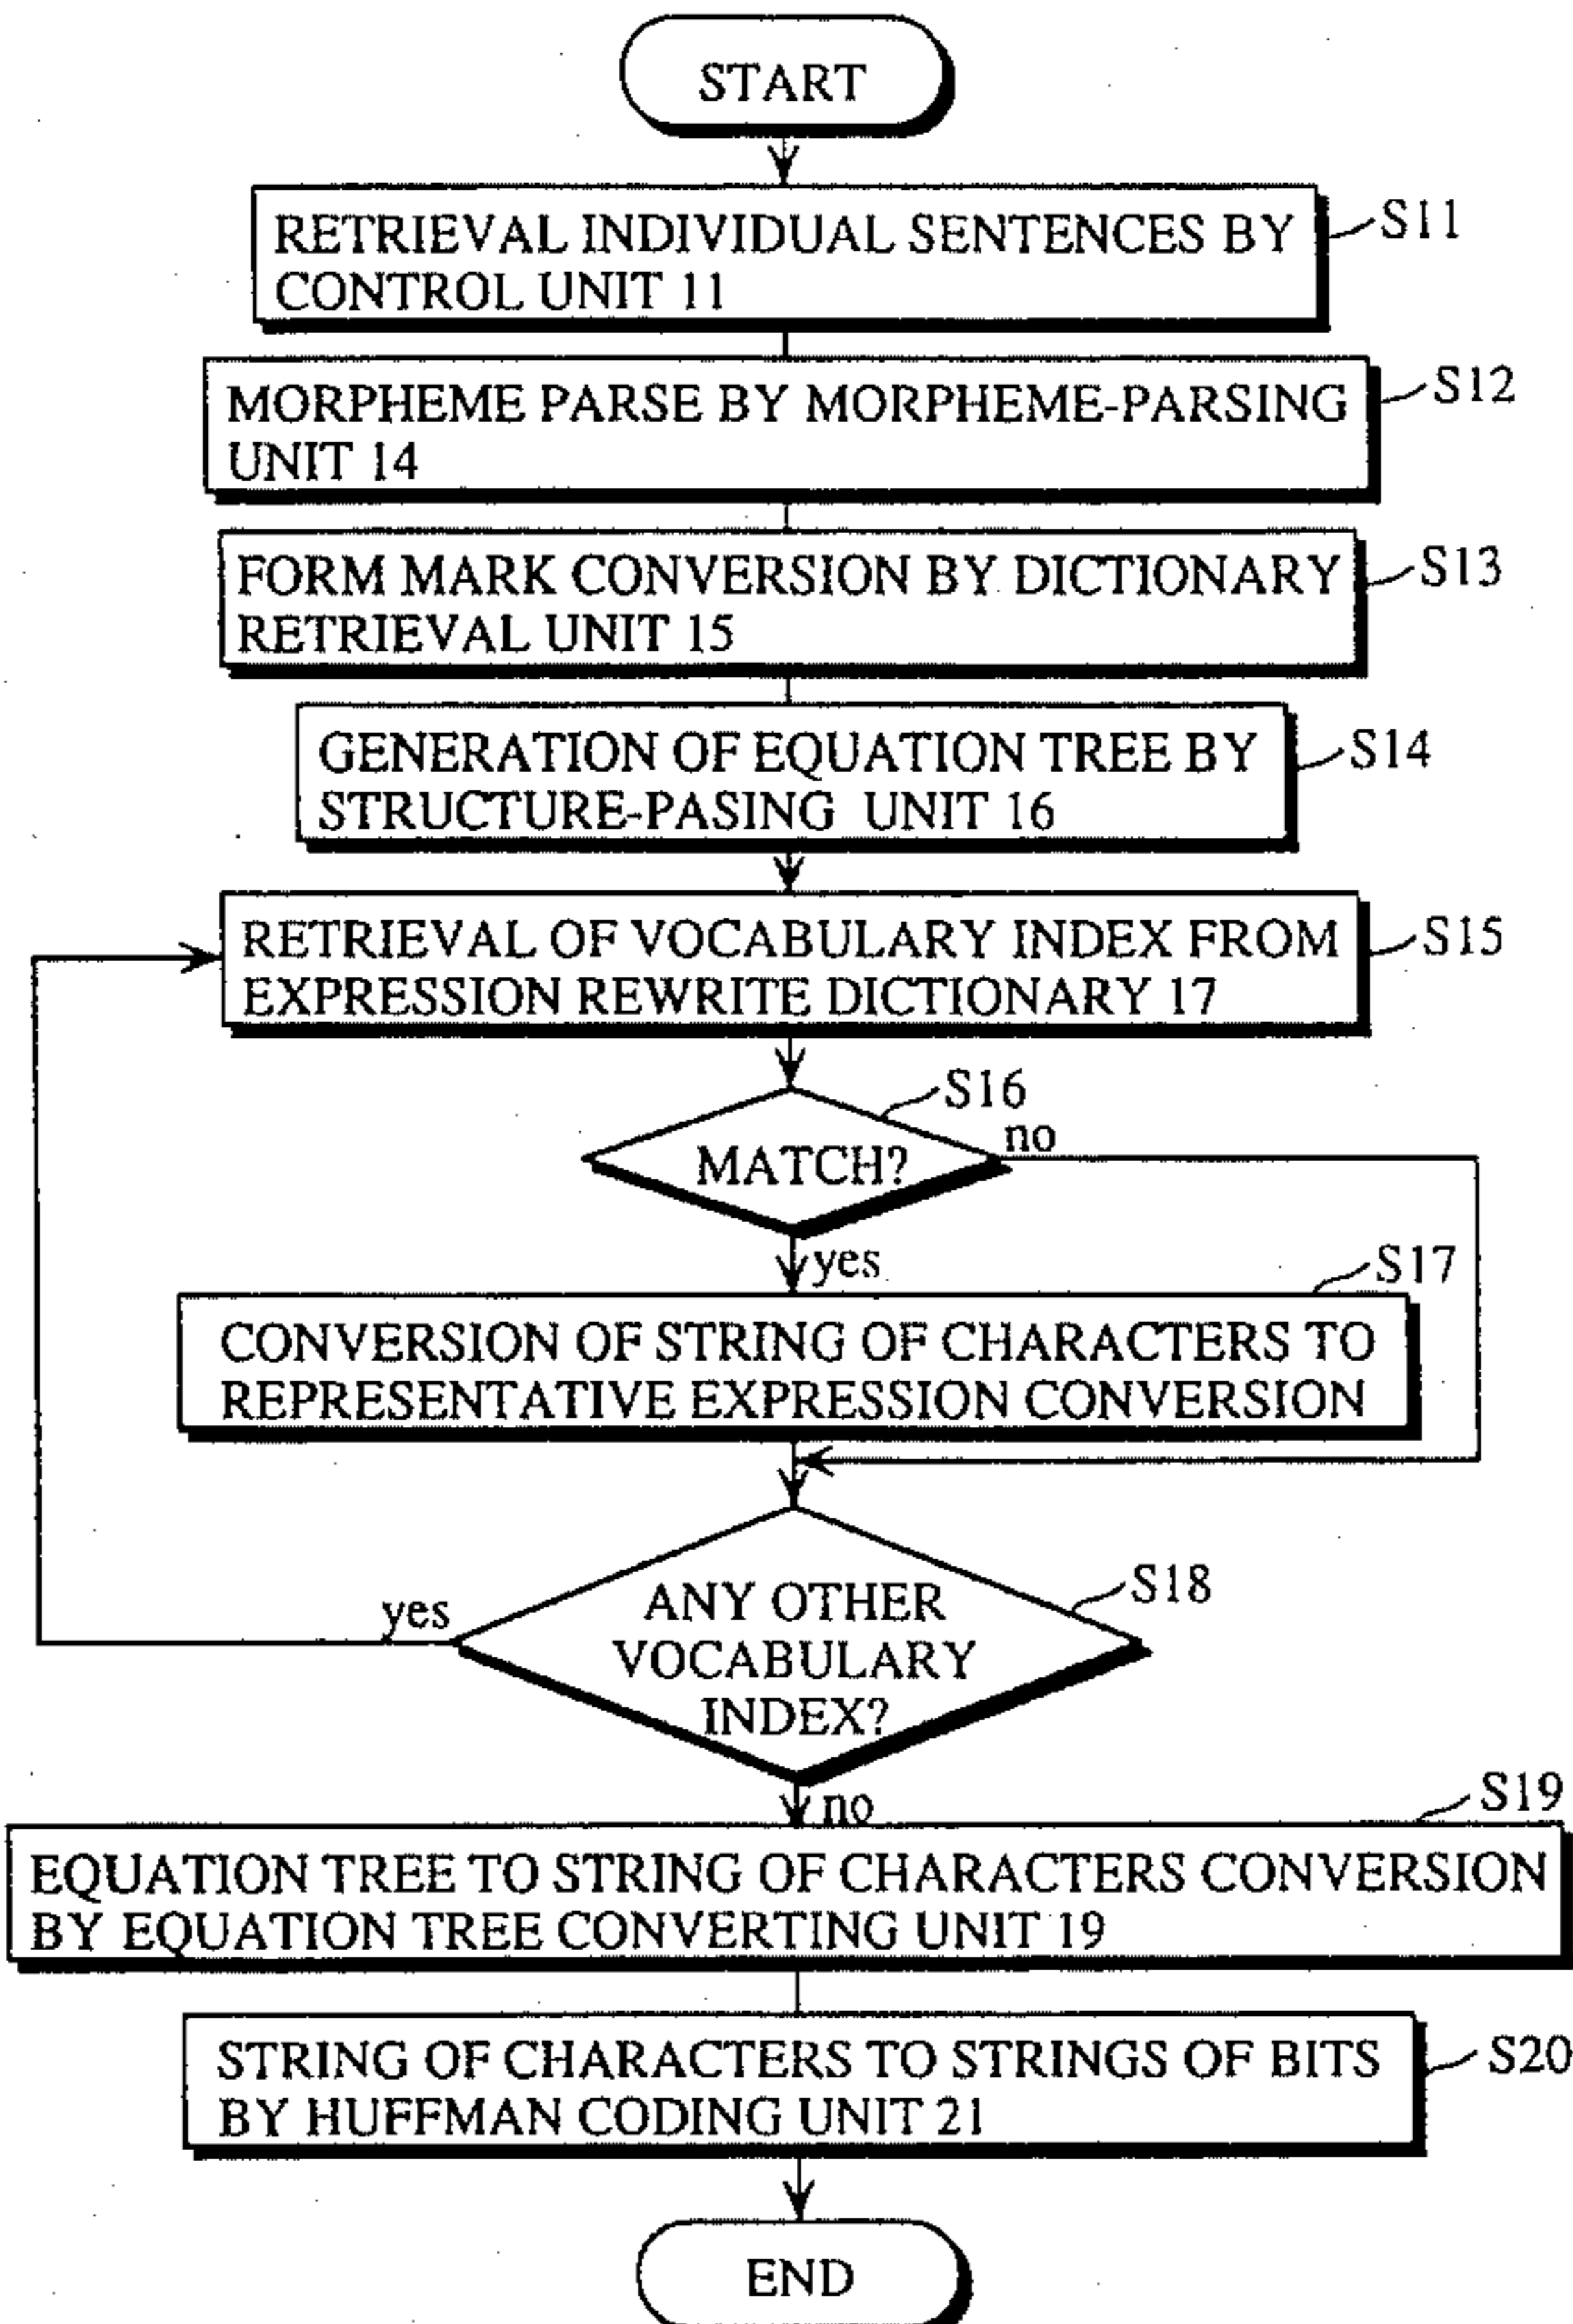 START
RETRIEVAL INDIVIDUAL SENTENCES BY
CONTROL UNIT 11
S11
MORPHEME PARSE BY MORPHEME-PARSING
UNIT 14
S12
FORM MARK CONVERSION BY DICTIONARY
RETRIEVAL UNIT 15
S13
GENERATION OF EQUATION TREE BY
STRUCTURE-PASING UNIT 16
S14
RETRIEVAL OF VOCABULARY INDEX FROM
EXPRESSION REWRITE DICTIONARY 17
S15
S16
MATCH?
no
yes
S17
CONVERSION OF STRING OF CHARACTERS TO
REPRESENTATIVE EXPRESSION CONVERSION
S18
yes
ANY OTHER
VOCABULARY
INDEX?
no
S19
EQUATION TREE TO STRING OF CHARACTERS CONVERSION
BY EQUATION TREE CONVERTING UNIT 19
STRING OF CHARACTERS TO STRINGS OF BITS
BY HUFFMAN CODING UNIT 21
S20
END